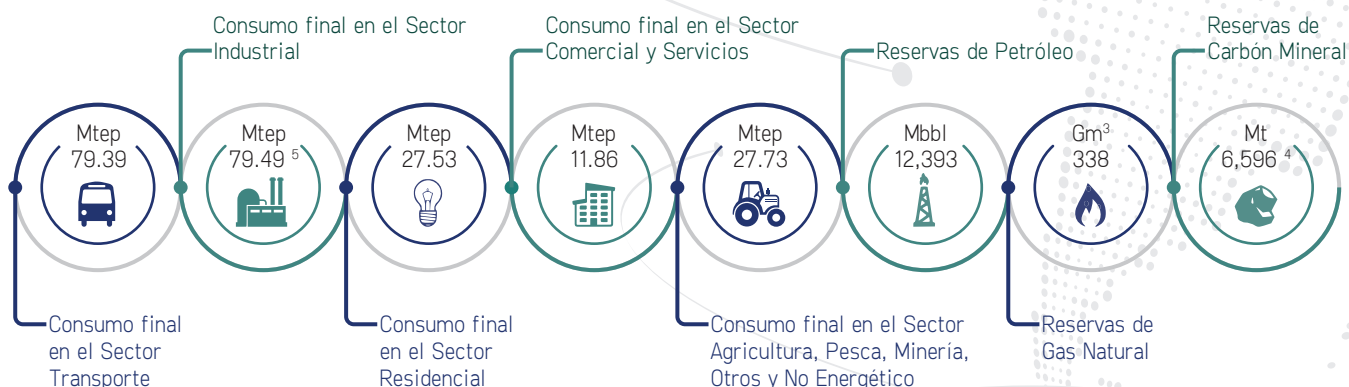 Consumo final en el Sector
Industrial
Consumo final en el Sector
Comercial y Servicios
Reservas de Petróleo
Reservas de
Carbón Mineral
Mtep
79.39
Mtep
79.49 5
Mtep
27.53
Mtep
11.86
Mtep
27.73
Mbbl
12,393
Gm³
338
Mt
6,596 4
Consumo final
en el Sector
Transporte
Consumo final
en el Sector
Residencial
Consumo final en el Sector
Agricultura, Pesca, Minería,
Otros y No Energético
Reservas de
Gas Natural